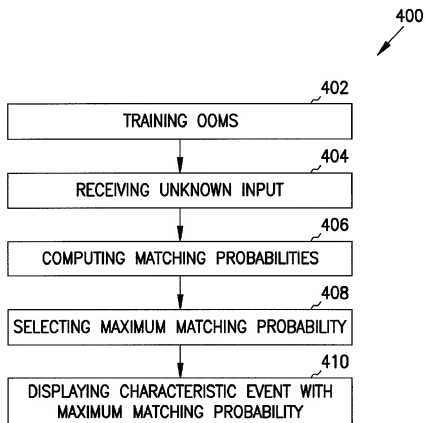 400
402
TRAINING OOMS
404
RECEIVING UNKNOWN INPUT
406
COMPUTING MATCHING PROBABILITIES
408
SELECTING MAXIMUM MATCHING PROBABILITY
410
DISPLAYING CHARACTERISTIC EVENT WITH
MAXIMUM MATCHING PROBABILITY